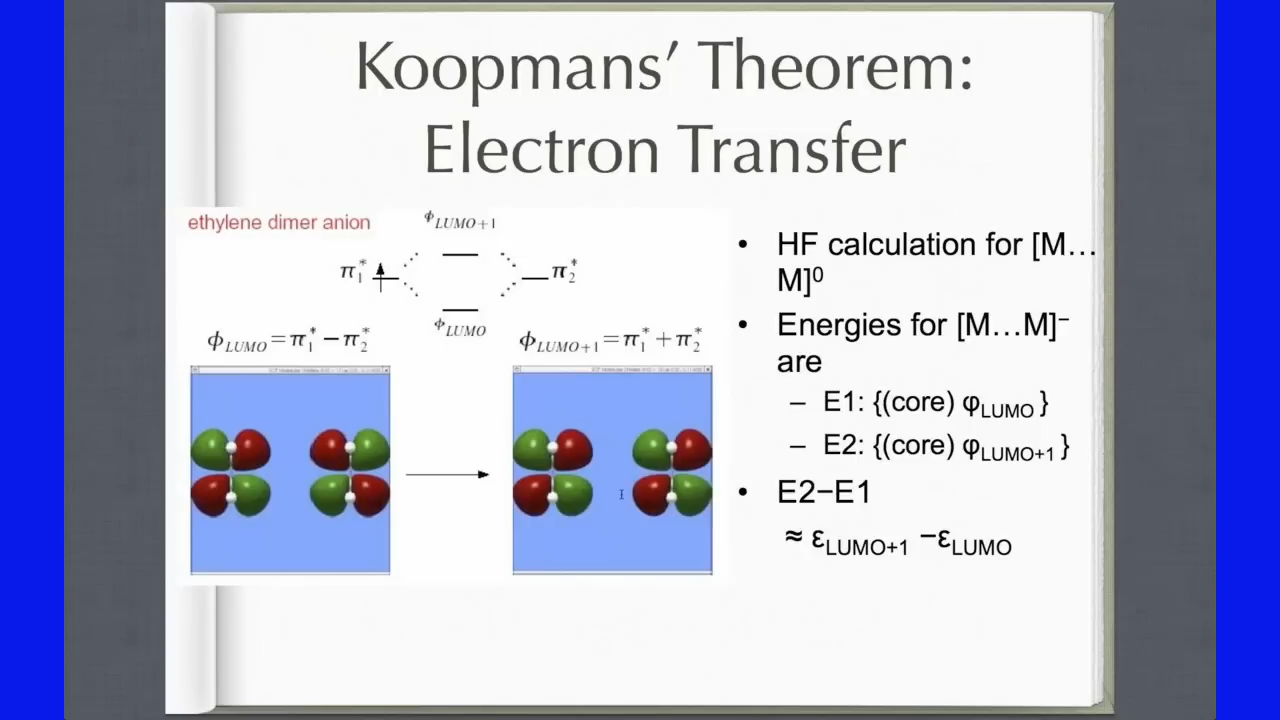 Koopmans’ Theorem:
Electron Transfer
ethylene dimer anion
ϕLUMO+1
π1*
π2*
ϕLUMO
ϕLUMO=π1*−π2*
ϕLUMO+1=π1*+π2*
• HF calculation for [M…
M]⁰
• Energies for [M…M]⁻
are
– E1: {(core) φLUMO }
– E2: {(core) φLUMO+1 }
• E2−E1
≈ εLUMO+1 −εLUMO